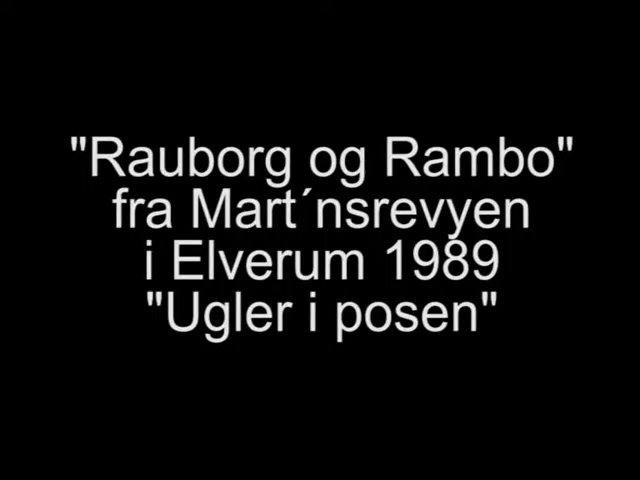 "Rauborg og Rambo"
fra Mart´nsrevyen
i Elverum 1989
"Ugler i posen"